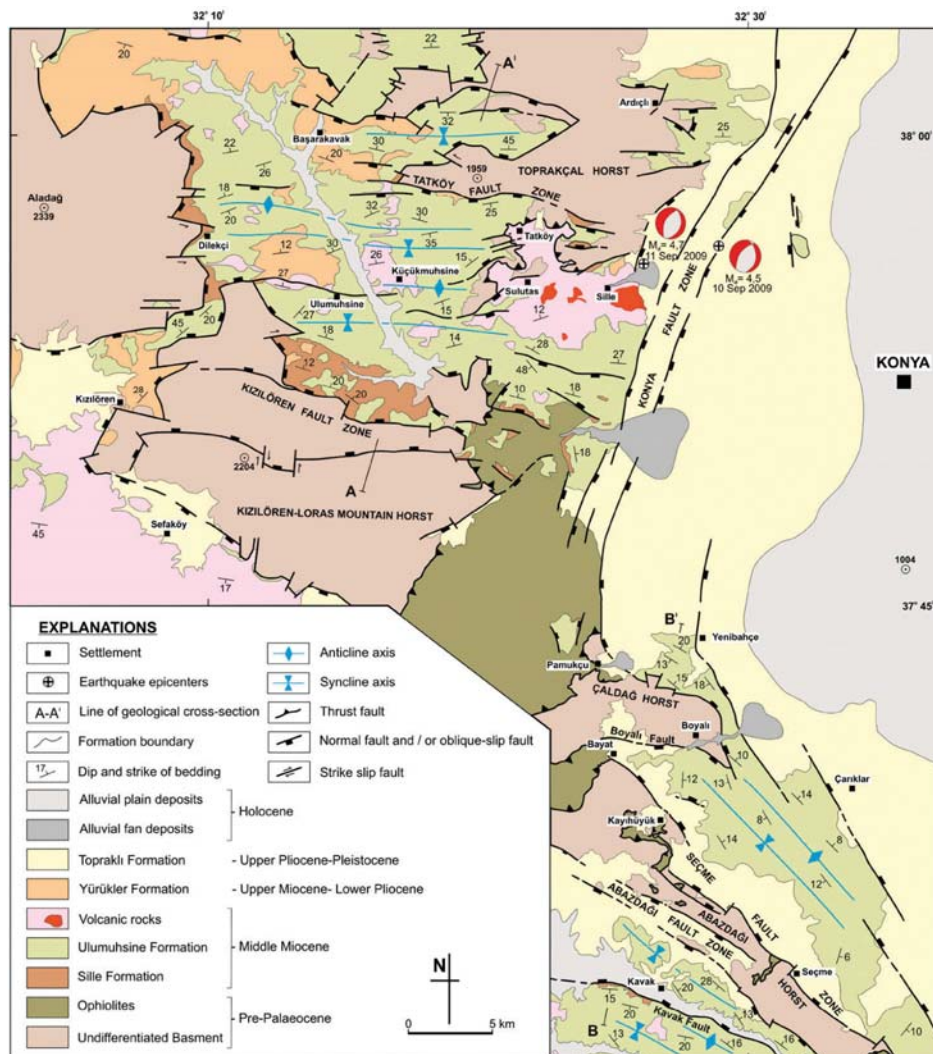 32° 10'
32° 30'
20
22
A'
Ardıçlı
32
25
38° 00'
Başarakavak
30
45
22
20
1959
TOPRAKÇAL HORST
TATKÖY FAULT ZONE
26
Aladağ
2339
18
32
30
25
20
Tatköy
Md= 4,7
11 Sep 2009
Dilekçi
12
30
35
15
26
Küçükmuhsine
Md= 4,5
10 Sep 2009
27
Sulutas
Sille
Ulumuhsine
15
12
45
20
27
18
14
28
27
KONYA FAULT ZONE
KONYA
12
20
48
18
10
20
28
Kızılören
KIZILÖREN FAULT ZONE
18
2204
A
KIZILÖREN-LORAS MOUNTAIN HORST
Sefaköy
45
17
1004
37° 45'
B'
20
Yenibahçe
Pamukçu
13
15
18
ÇALDAĞ HORST
Boyalı
Boyalı Fault
Bayat
10
12
13
14
Çarıklar
Kayıhüyük
8
8
14
12
SEÇME FAULT ZONE
ABAZDAĞI FAULT ZONE
ABAZDAĞI HORST
6
Seçme
Kavak
20
28
15
Kavak Fault
13
10
B
20
13
20
16
16
EXPLANATIONS
Settlement
Earthquake epicenters
A-A' Line of geological cross-section
Formation boundary
17 Dip and strike of bedding
Anticline axis
Syncline axis
Thrust fault
Normal fault and / or oblique-slip fault
Strike slip fault
Alluvial plain deposits
Alluvial fan deposits
Holocene
Topraklı Formation - Upper Pliocene-Pleistocene
Yürükler Formation - Upper Miocene- Lower Pliocene
Volcanic rocks
Ulumuhsine Formation
Sille Formation
Middle Miocene
Ophiolites
Undifferentiated Basment
Pre-Palaeocene
N
0 5 km